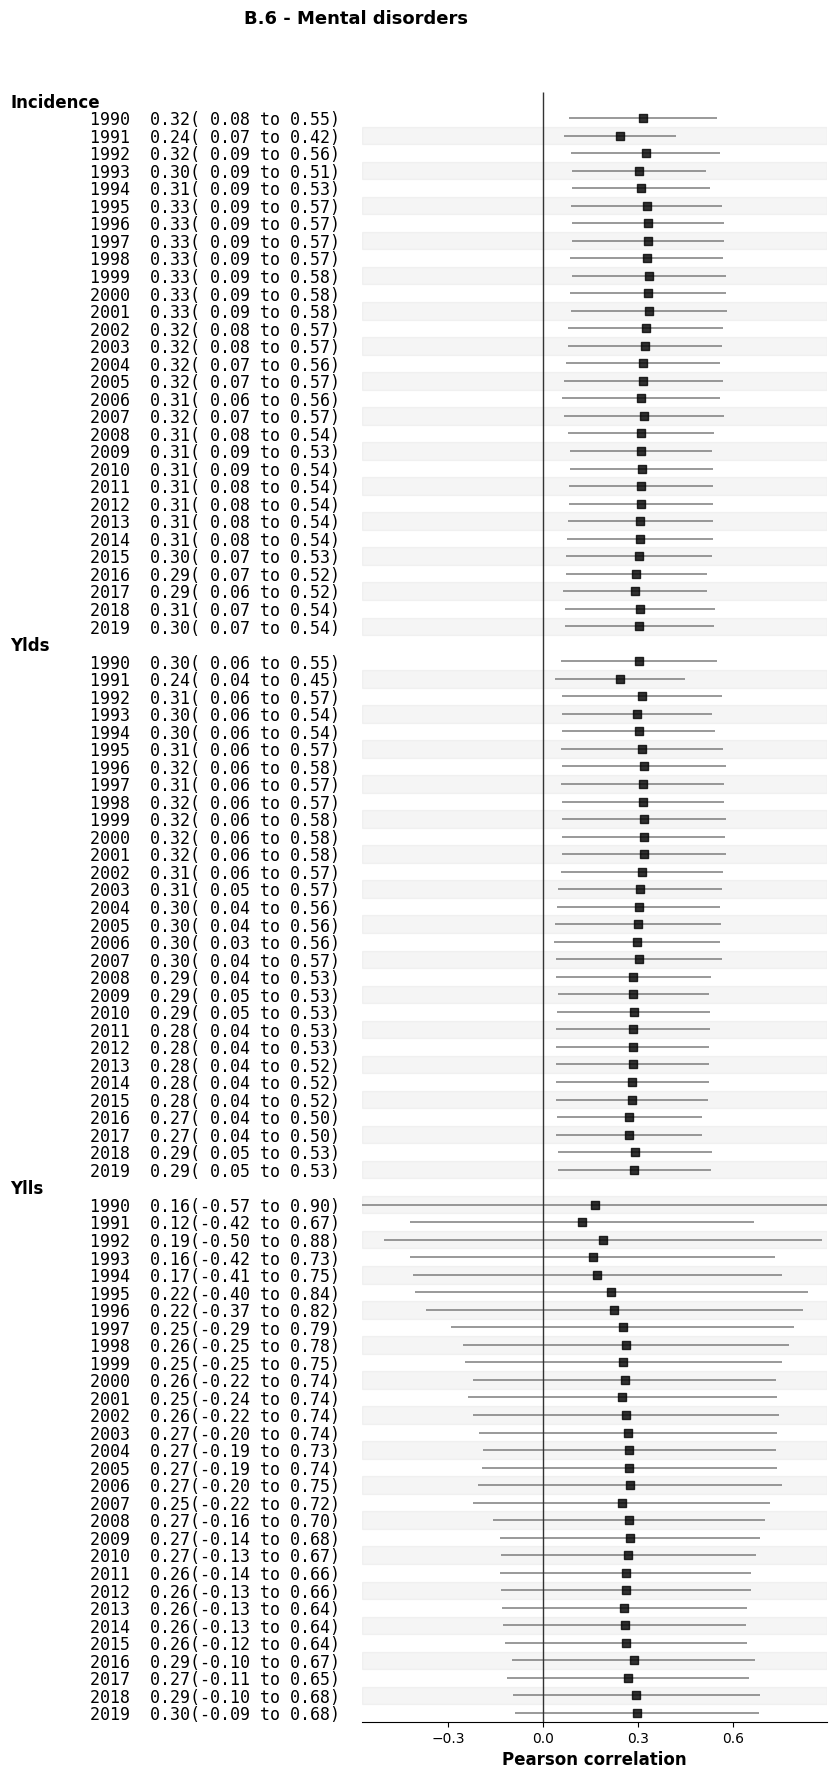 B.6 - Mental disorders
Incidence
1990 0.32( 0.08 to 0.55)
1991 0.24( 0.07 to 0.42)
1992 0.32( 0.09 to 0.56)
1993 0.30( 0.09 to 0.51)
1994 0.31( 0.09 to 0.53)
1995 0.33( 0.09 to 0.57)
1996 0.33( 0.09 to 0.57)
1997 0.33( 0.09 to 0.57)
1998 0.33( 0.09 to 0.57)
1999 0.33( 0.09 to 0.58)
2000 0.33( 0.09 to 0.58)
2001 0.33( 0.09 to 0.58)
2002 0.32( 0.08 to 0.57)
2003 0.32( 0.08 to 0.57)
2004 0.32( 0.07 to 0.56)
2005 0.32( 0.07 to 0.57)
2006 0.31( 0.06 to 0.56)
2007 0.32( 0.07 to 0.57)
2008 0.31( 0.08 to 0.54)
2009 0.31( 0.09 to 0.53)
2010 0.31( 0.09 to 0.54)
2011 0.31( 0.08 to 0.54)
2012 0.31( 0.08 to 0.54)
2013 0.31( 0.08 to 0.54)
2014 0.31( 0.08 to 0.54)
2015 0.30( 0.07 to 0.53)
2016 0.29( 0.07 to 0.52)
2017 0.29( 0.06 to 0.52)
2018 0.31( 0.07 to 0.54)
2019 0.30( 0.07 to 0.54)
Ylds
1990 0.30( 0.06 to 0.55)
1991 0.24( 0.04 to 0.45)
1992 0.31( 0.06 to 0.57)
1993 0.30( 0.06 to 0.54)
1994 0.30( 0.06 to 0.54)
1995 0.31( 0.06 to 0.57)
1996 0.32( 0.06 to 0.58)
1997 0.31( 0.06 to 0.57)
1998 0.32( 0.06 to 0.57)
1999 0.32( 0.06 to 0.58)
2000 0.32( 0.06 to 0.58)
2001 0.32( 0.06 to 0.58)
2002 0.31( 0.06 to 0.57)
2003 0.31( 0.05 to 0.57)
2004 0.30( 0.04 to 0.56)
2005 0.30( 0.04 to 0.56)
2006 0.30( 0.03 to 0.56)
2007 0.30( 0.04 to 0.57)
2008 0.29( 0.04 to 0.53)
2009 0.29( 0.05 to 0.53)
2010 0.29( 0.05 to 0.53)
2011 0.28( 0.04 to 0.53)
2012 0.28( 0.04 to 0.53)
2013 0.28( 0.04 to 0.52)
2014 0.28( 0.04 to 0.52)
2015 0.28( 0.04 to 0.52)
2016 0.27( 0.04 to 0.50)
2017 0.27( 0.04 to 0.50)
2018 0.29( 0.05 to 0.53)
2019 0.29( 0.05 to 0.53)
Ylls
1990 0.16(-0.57 to 0.90)
1991 0.12(-0.42 to 0.67)
1992 0.19(-0.50 to 0.88)
1993 0.16(-0.42 to 0.73)
1994 0.17(-0.41 to 0.75)
1995 0.22(-0.40 to 0.84)
1996 0.22(-0.37 to 0.82)
1997 0.25(-0.29 to 0.79)
1998 0.26(-0.25 to 0.78)
1999 0.25(-0.25 to 0.75)
2000 0.26(-0.22 to 0.74)
2001 0.25(-0.24 to 0.74)
2002 0.26(-0.22 to 0.74)
2003 0.27(-0.20 to 0.74)
2004 0.27(-0.19 to 0.73)
2005 0.27(-0.19 to 0.74)
2006 0.27(-0.20 to 0.75)
2007 0.25(-0.22 to 0.72)
2008 0.27(-0.16 to 0.70)
2009 0.27(-0.14 to 0.68)
2010 0.27(-0.13 to 0.67)
2011 0.26(-0.14 to 0.66)
2012 0.26(-0.13 to 0.66)
2013 0.26(-0.13 to 0.64)
2014 0.26(-0.13 to 0.64)
2015 0.26(-0.12 to 0.64)
2016 0.29(-0.10 to 0.67)
2017 0.27(-0.11 to 0.65)
2018 0.29(-0.10 to 0.68)
2019 0.30(-0.09 to 0.68)
−0.3 0.0 0.3 0.6
Pearson correlation